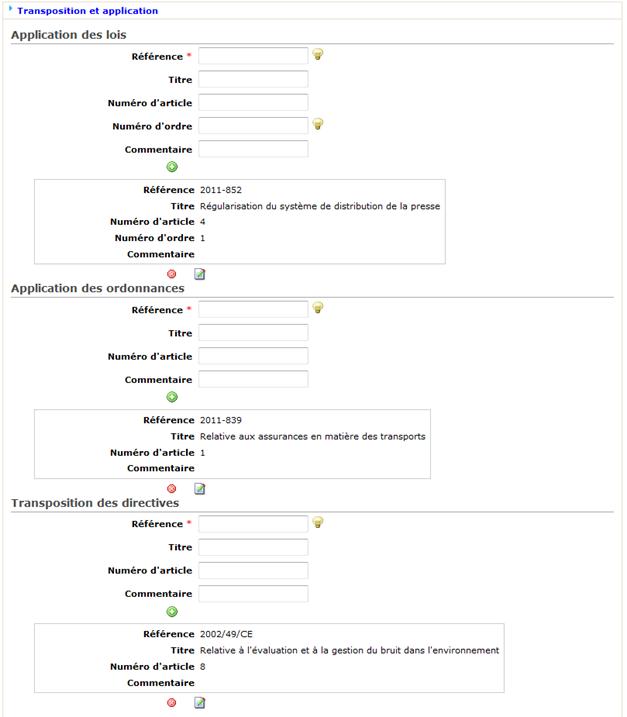 Transposition et application
Application des lois
Référence *
Titre
Numéro d'article
Numéro d'ordre
Commentaire
Référence 2011-852
Titre Régularisation du système de distribution de la presse
Numéro d'article 4
Numéro d'ordre 1
Commentaire
Application des ordonnances
Référence *
Titre
Numéro d'article
Commentaire
Référence 2011-839
Titre Relative aux assurances en matière des transports
Numéro d'article 1
Commentaire
Transposition des directives
Référence *
Titre
Numéro d'article
Commentaire
Référence 2002/49/CE
Titre Relative à l'évaluation et à la gestion du bruit dans l'environnement
Numéro d'article 8
Commentaire